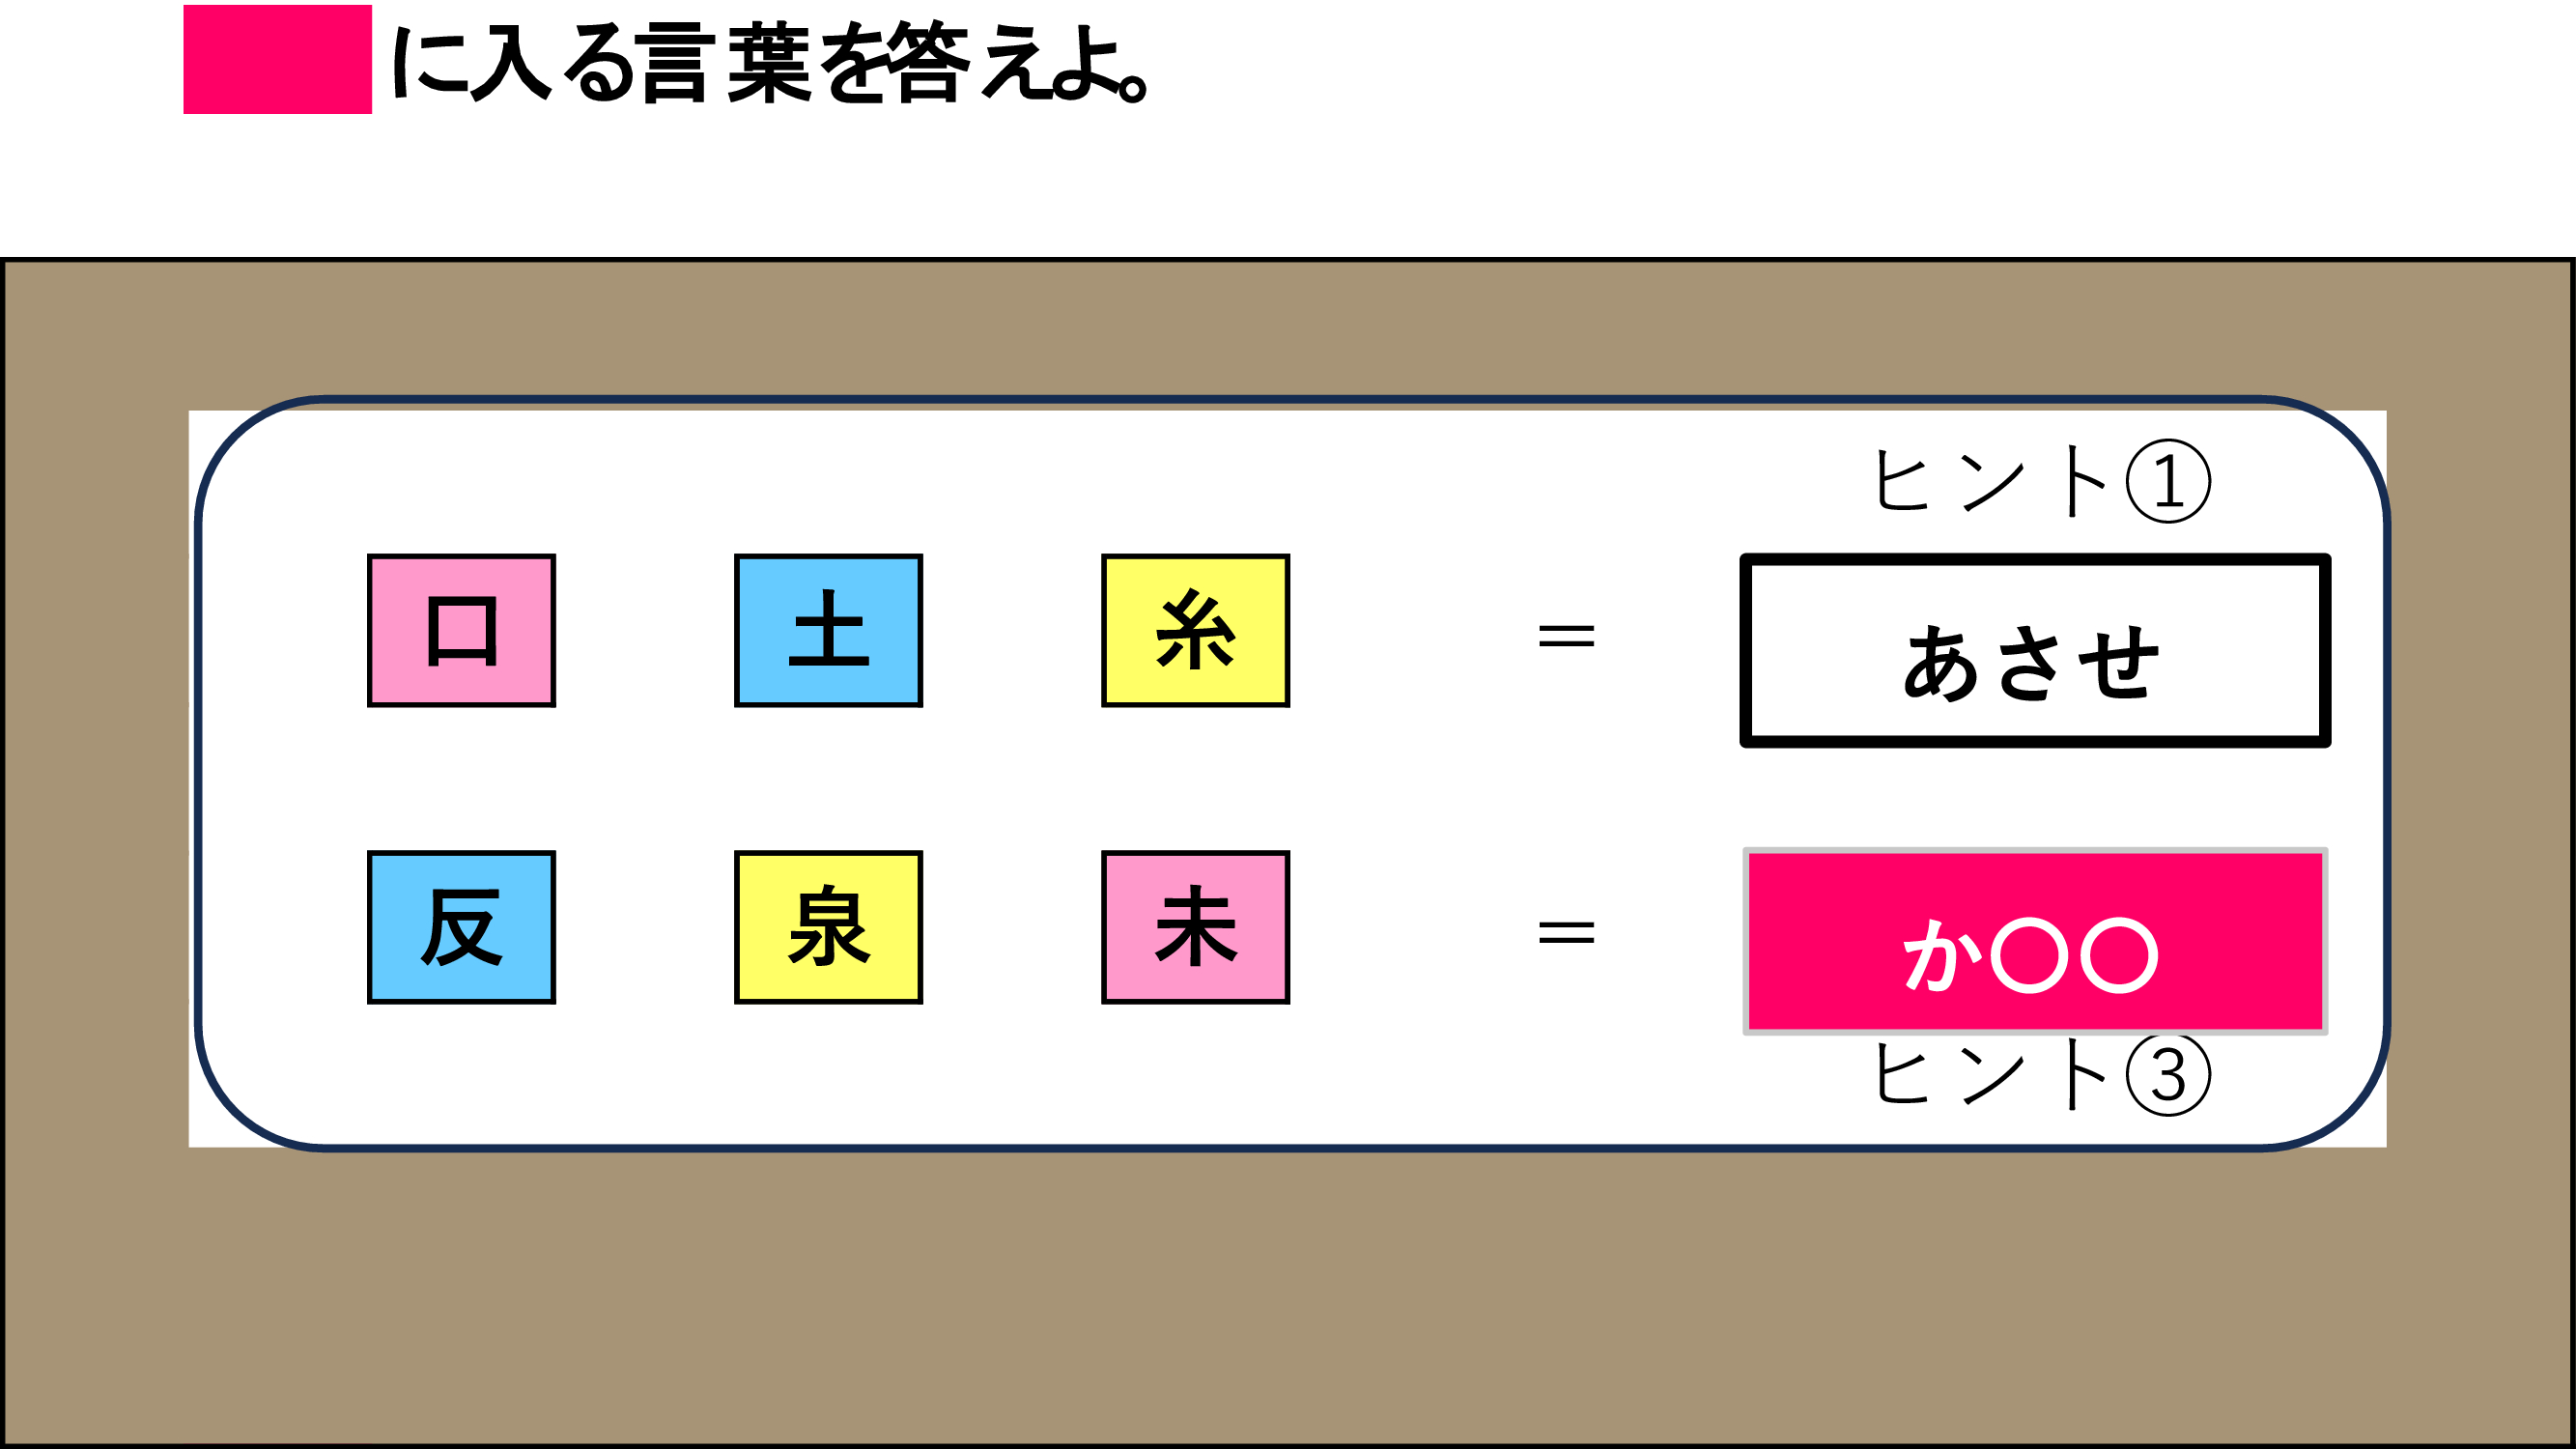 に入る言葉を答えよ。
ヒント①
口 土 糸 = あさせ
反 泉 未 = か〇〇
ヒント③